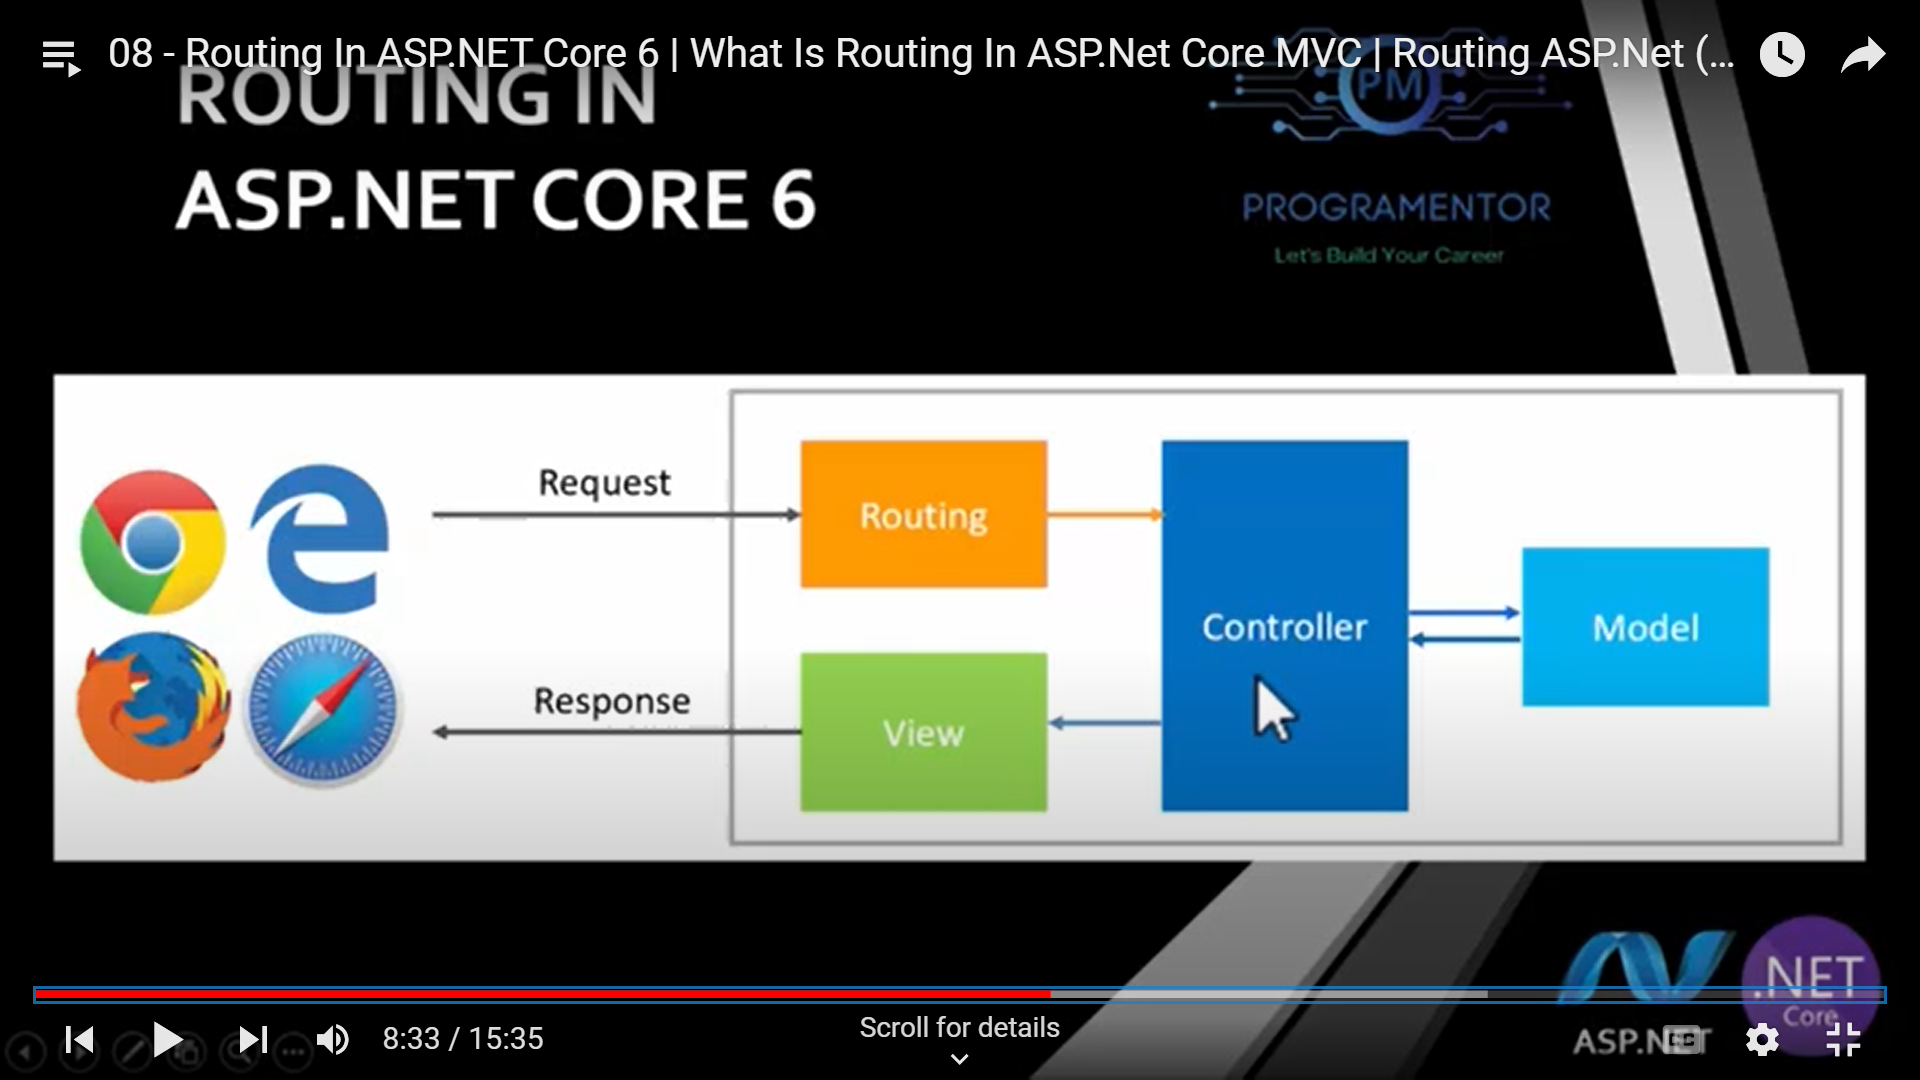 08 - Routing In ASP.NET Core 6 | What Is Routing In ASP.Net Core MVC | Routing ASP.Net (...
ROUTING IN
ASP.NET CORE 6
PM
PROGRAMENTOR
Let's Build Your Career
Request
Routing
Controller
Model
Response
View
.NET
Core
ASP.NET
8:33 / 15:35
Scroll for details